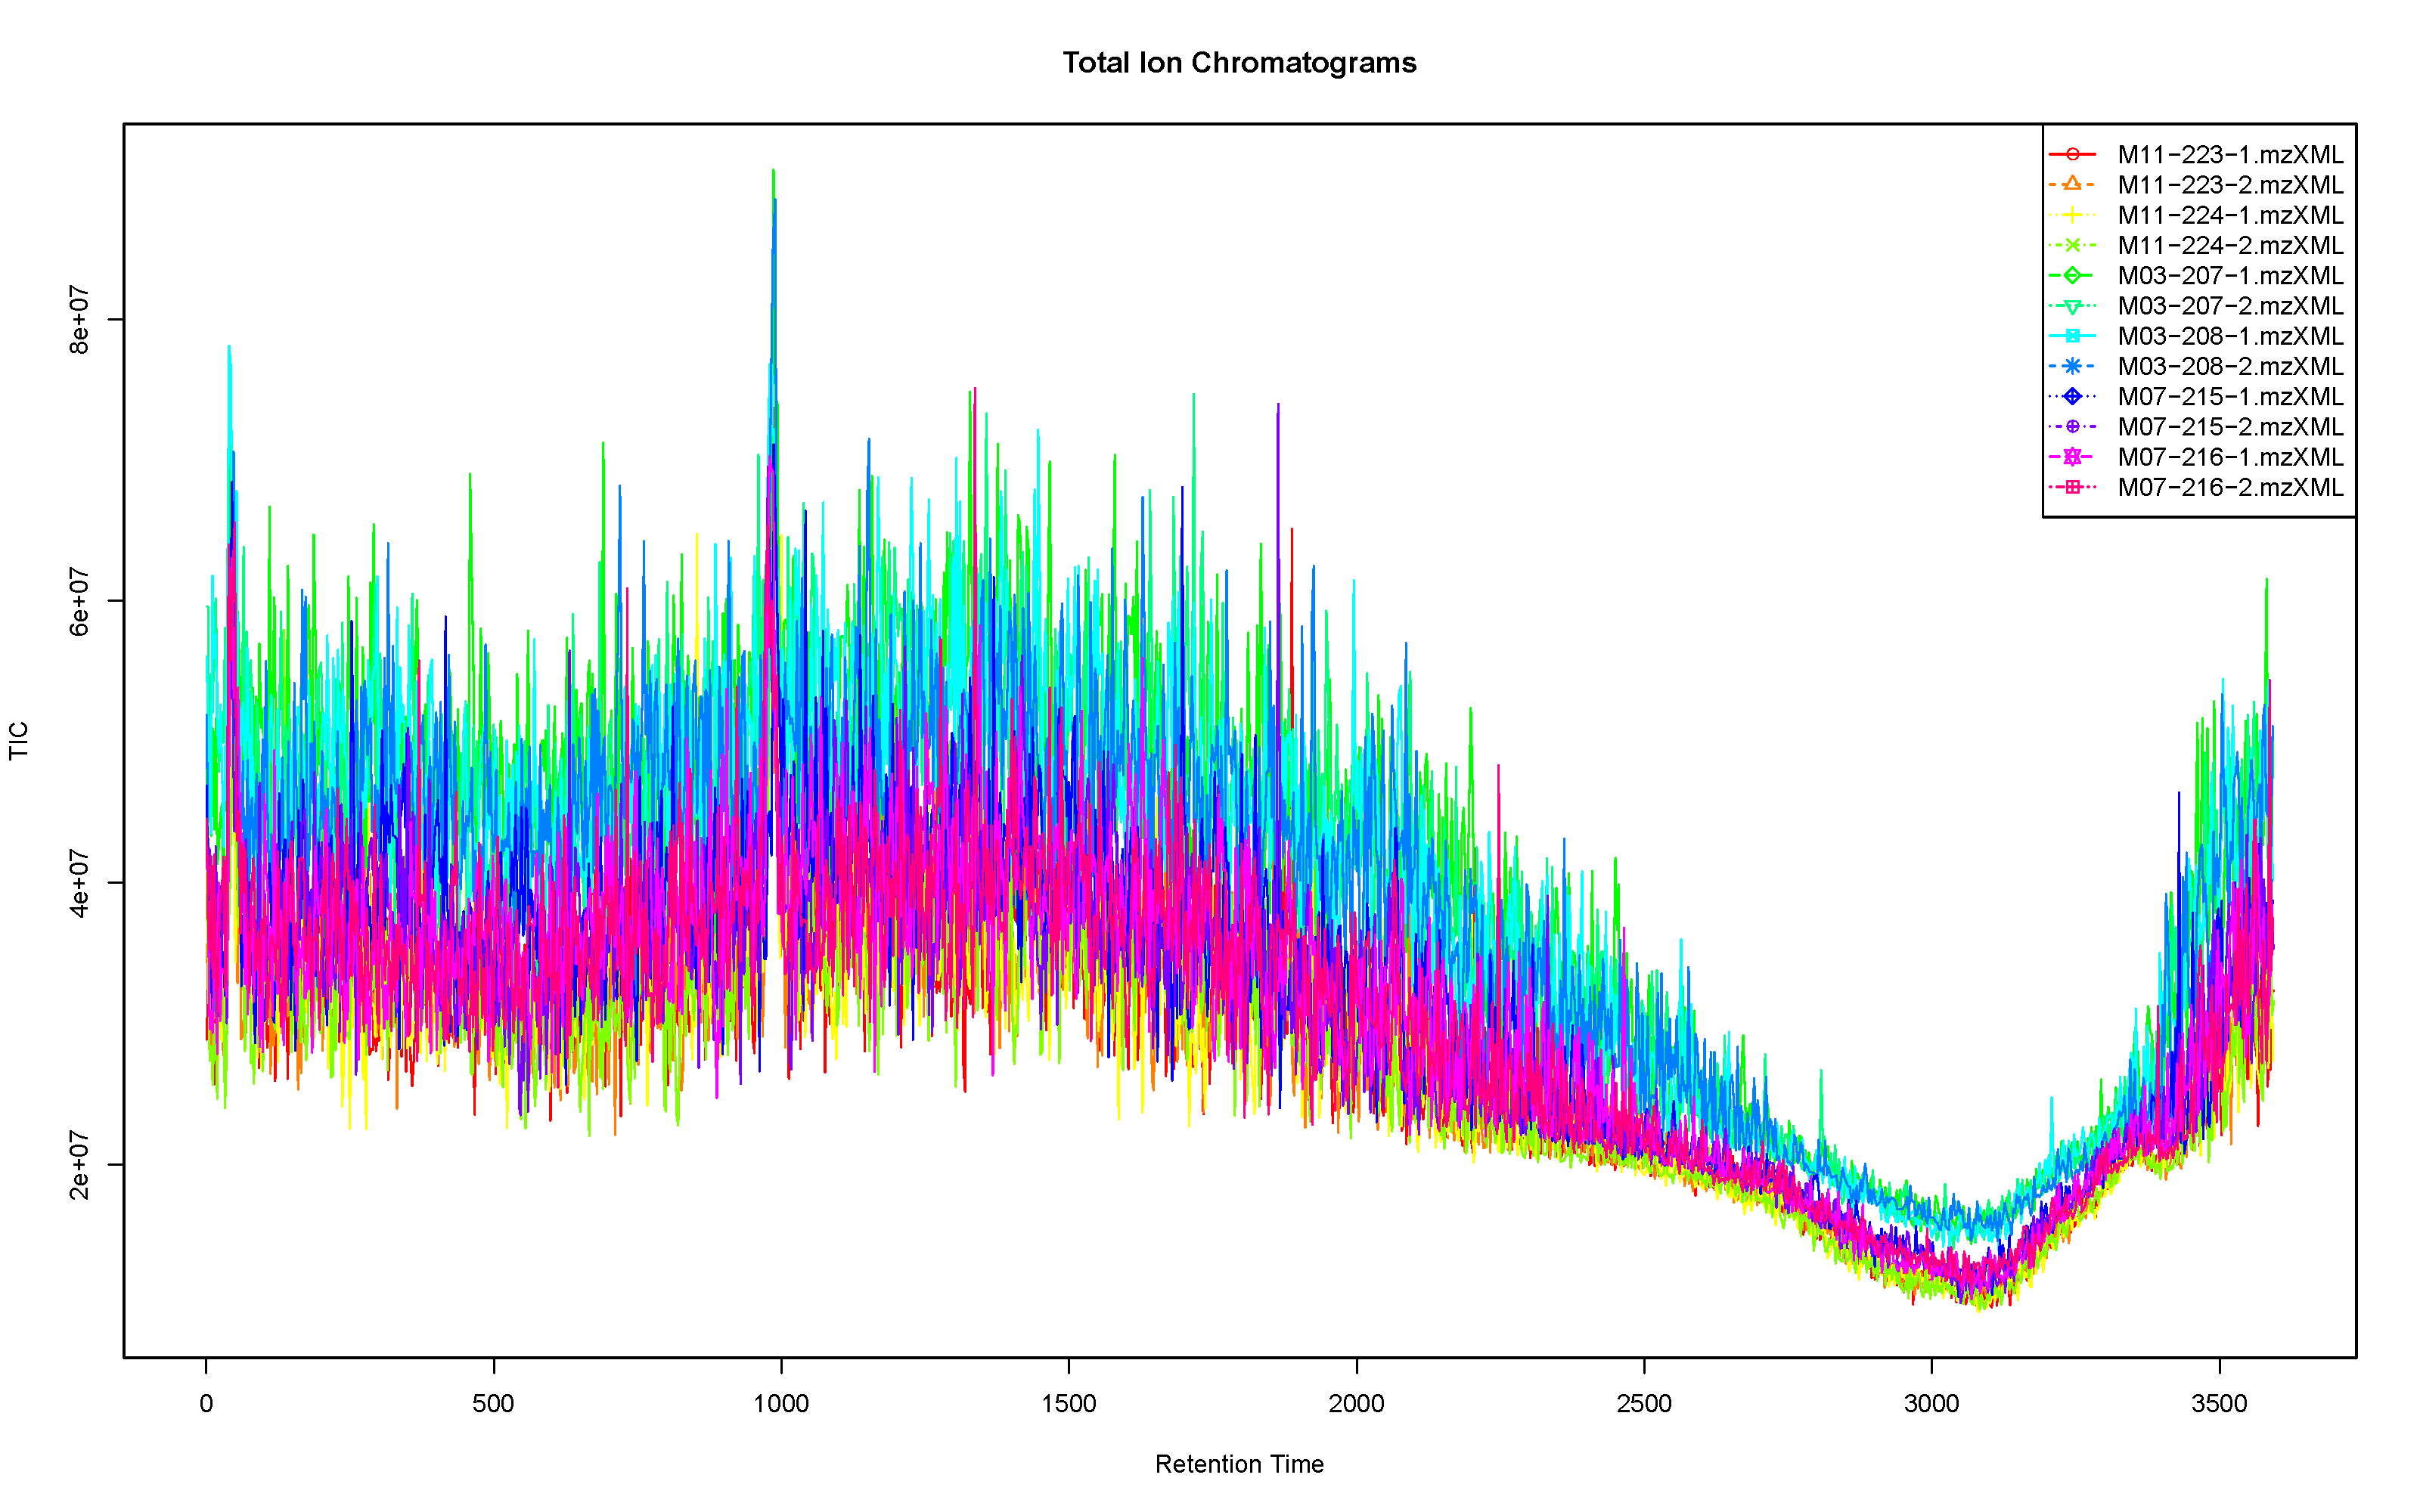 Total Ion Chromatograms
M11-223-1.mzXML
M11-223-2.mzXML
M11-224-1.mzXML
M11-224-2.mzXML
M03-207-1.mzXML
M03-207-2.mzXML
M03-208-1.mzXML
M03-208-2.mzXML
M07-215-1.mzXML
M07-215-2.mzXML
M07-216-1.mzXML
M07-216-2.mzXML
TIC
8e+07
6e+07
4e+07
2e+07
0 500 1000 1500 2000 2500 3000 3500
Retention Time